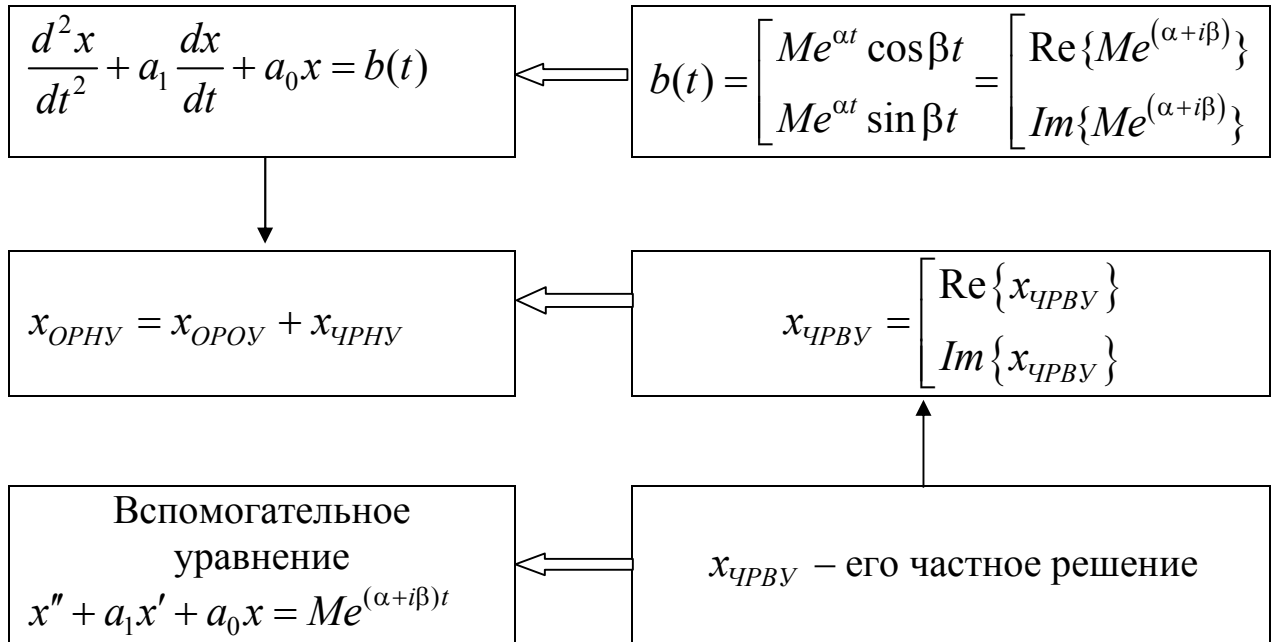 d²x/dt² + a₁ dx/dt + a₀x = b(t)
b(t) = [ Me^{αt} cos βt = [ Re{Me^{(α+iβ)}}
Me^{αt} sin βt Im{Me^{(α+iβ)}}
x_{ОРНУ} = x_{ОРОУ} + x_{ЧРНУ}
x_{ЧРВУ} = [ Re{x_{ЧРВУ}}
Im{x_{ЧРВУ}}
Вспомогательное
уравнение
x″ + a₁x′ + a₀x = Me^{(α+iβ)t}
x_{ЧРВУ} – его частное решение